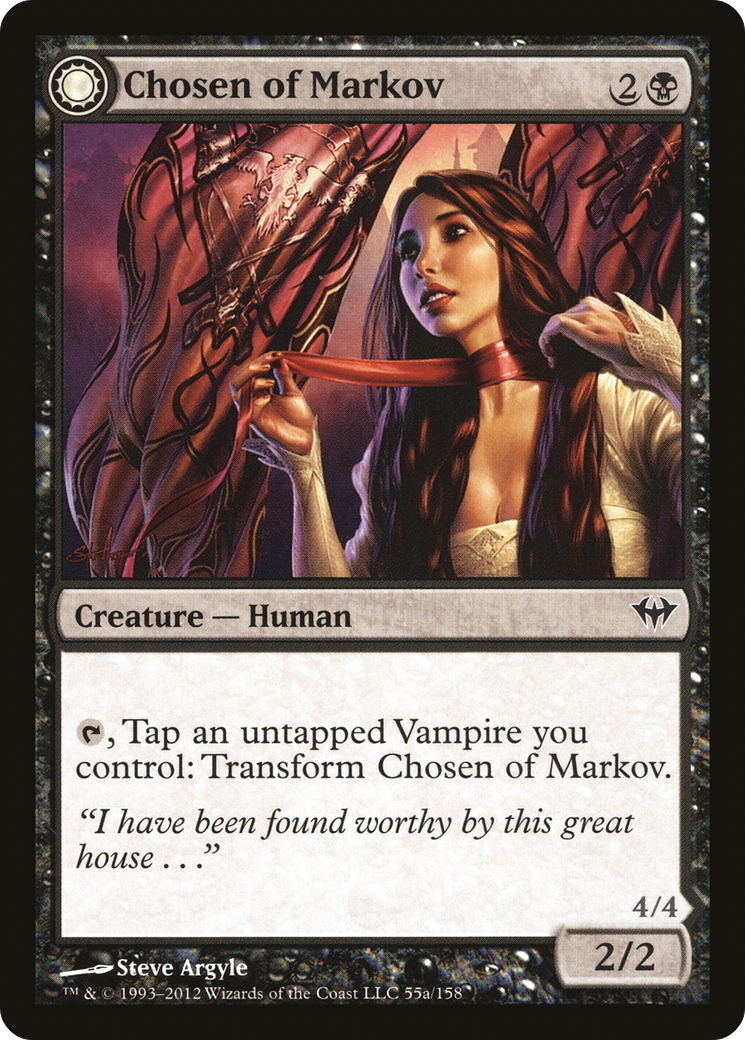 Chosen of Markov 2
Creature — Human
, Tap an untapped Vampire you
control: Transform Chosen of Markov.
“I have been found worthy by this great
house . . .”
4/4
2/2
Steve Argyle
™ & © 1993–2012 Wizards of the Coast LLC 55a/158